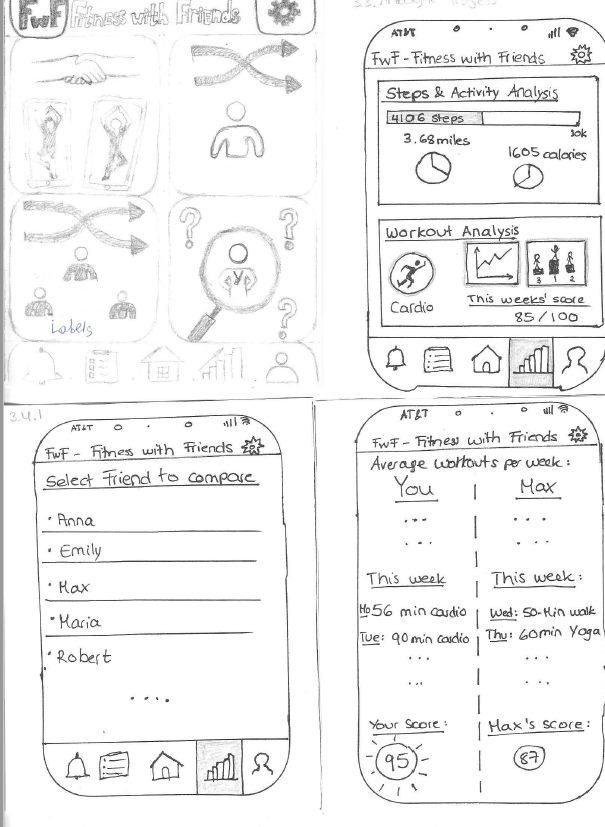 FWF Fitness with Friends
?
?
?
Labels
AT&T
FWF - Fitness with Friends
Steps & Activity Analysis
4106 steps
10k
3.68 miles
1605 calories
Workout Analysis
3 1 2
Cardio
This weeks' score
85/100
3.4.1
AT&T
FWF - Fitness with Friends
Select Friend to compare
· Anna
· Emily
· Max
· Maria
· Robert
....
AT&T
FWF - Fitness with Friends
Average workouts per week:
You
Max
...
...
...
...
This week
This week:
Mo 56 min cardio
Wed: 50-Min walk
Tue: 90 min cardio
Thu: 60min Yoga
...
...
...
...
Your Score:
Max's score:
95
87